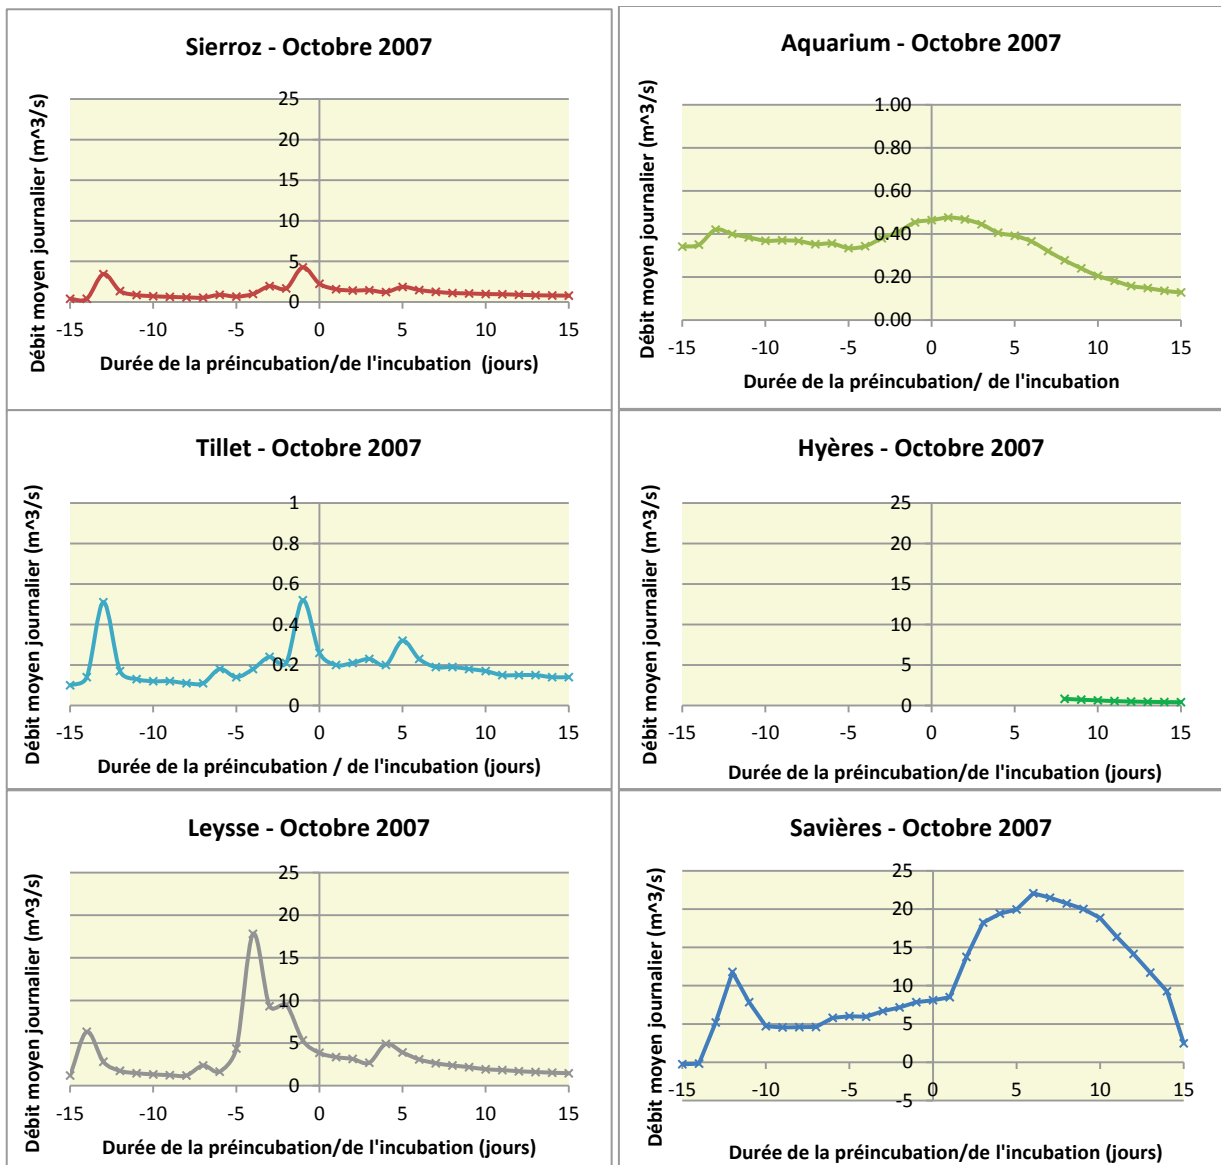 Sierroz - Octobre 2007
Débit moyen journalier (m^3/s)
25
20
15
10
5
0
-15 -10 -5 0 5 10 15
Durée de la préincubation/de l'incubation (jours)
Aquarium - Octobre 2007
Débit moyen journalier (m^3/s)
1.00
0.80
0.60
0.40
0.20
0.00
-15 -10 -5 0 5 10 15
Durée de la préincubation/ de l'incubation
Tillet - Octobre 2007
Débit moyen journalier (m^3/s)
1
0.8
0.6
0.4
0.2
0
-15 -10 -5 0 5 10 15
Durée de la préincubation / de l'incubation (jours)
Hyères - Octobre 2007
Débit moyen journalier (m^3/s)
25
20
15
10
5
0
-15 -10 -5 0 5 10 15
Durée de la préincubation/de l'incubation (jours)
Leysse - Octobre 2007
Débit moyen journalier (m^3/s)
25
20
15
10
5
0
-15 -10 -5 0 5 10 15
Durée de la préincubation/de l'incubation (jours)
Savières - Octobre 2007
Débit moyen journalier (m^3/s)
25
20
15
10
5
0
-5
-15 -10 -5 0 5 10 15
Durée de la préincubation/de l'incubation (jours)